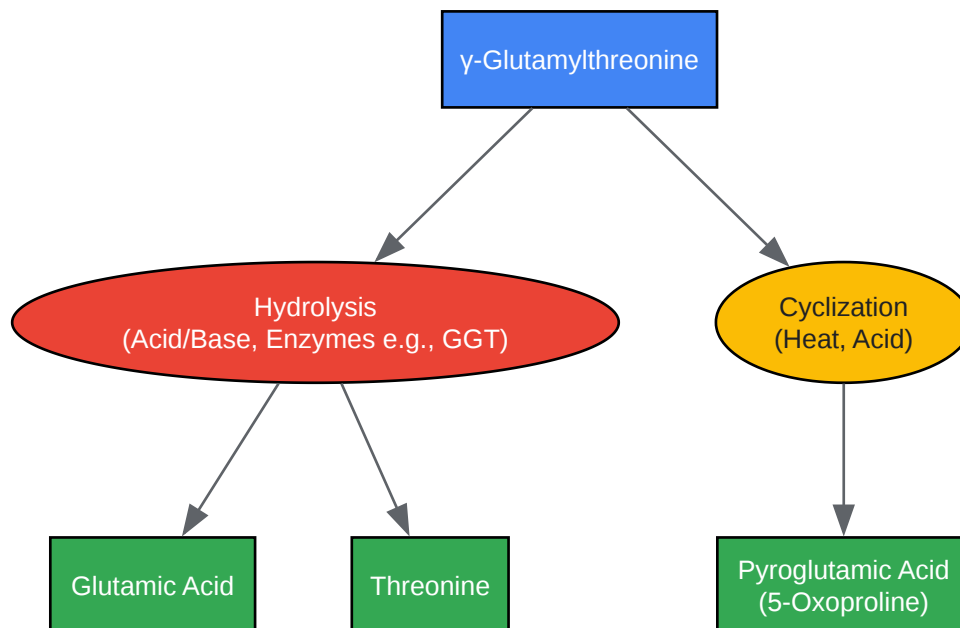 γ-Glutamylthreonine
Hydrolysis
(Acid/Base, Enzymes e.g., GGT)
Cyclization
(Heat, Acid)
Glutamic Acid
Threonine
Pyroglutamic Acid
(5-Oxoproline)